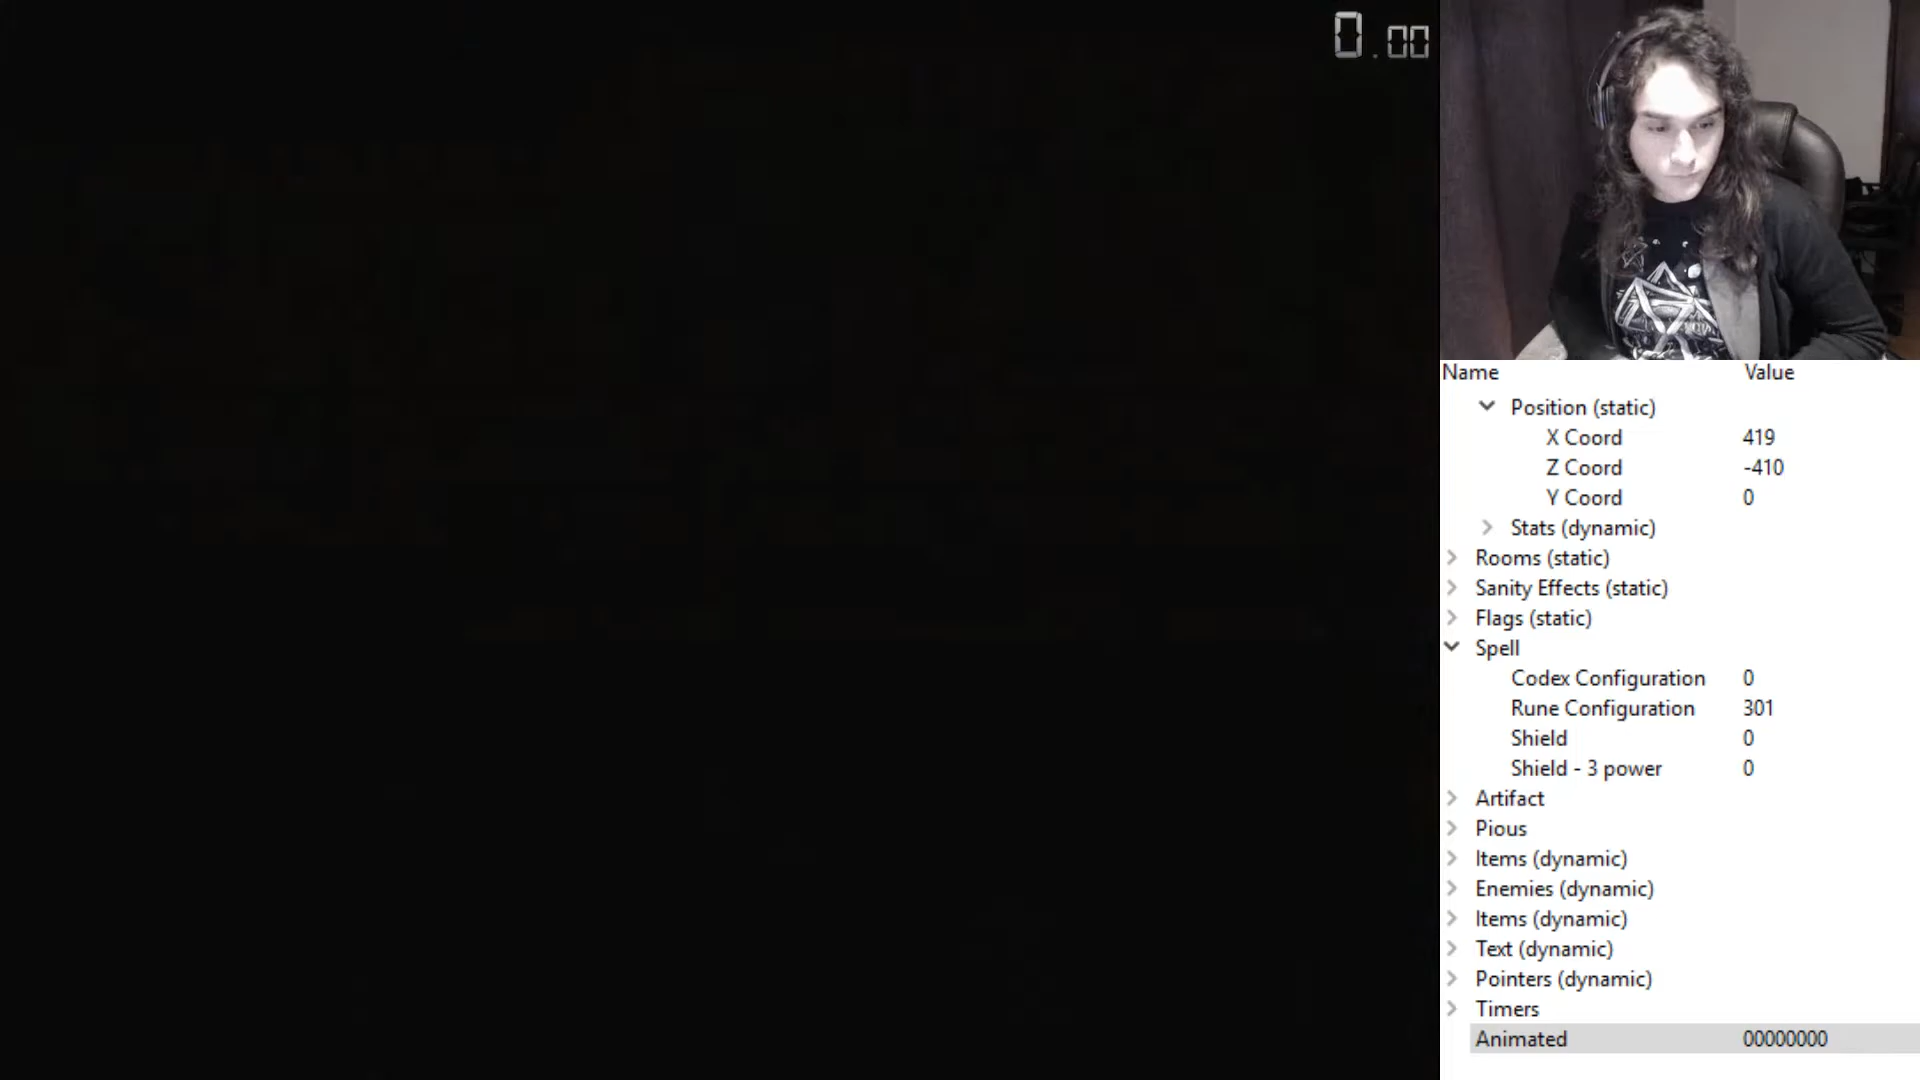 0.00
Name Value
Position (static)
X Coord 419
Z Coord -410
Y Coord 0
Stats (dynamic)
Rooms (static)
Sanity Effects (static)
Flags (static)
Spell
Codex Configuration 0
Rune Configuration 301
Shield 0
Shield - 3 power 0
Artifact
Pious
Items (dynamic)
Enemies (dynamic)
Items (dynamic)
Text (dynamic)
Pointers (dynamic)
Timers
Animated 00000000